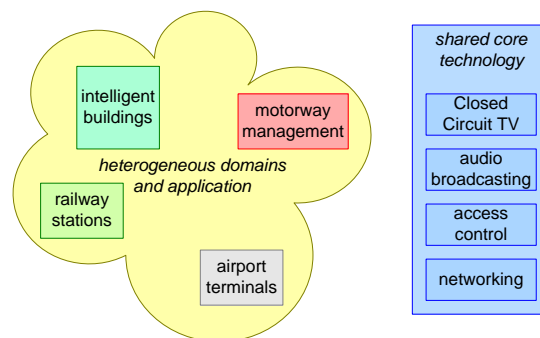 intelligent
buildings
motorway
management
heterogeneous domains
and application
railway
stations
airport
terminals
shared core
technology
Closed
Circuit TV
audio
broadcasting
access
control
networking